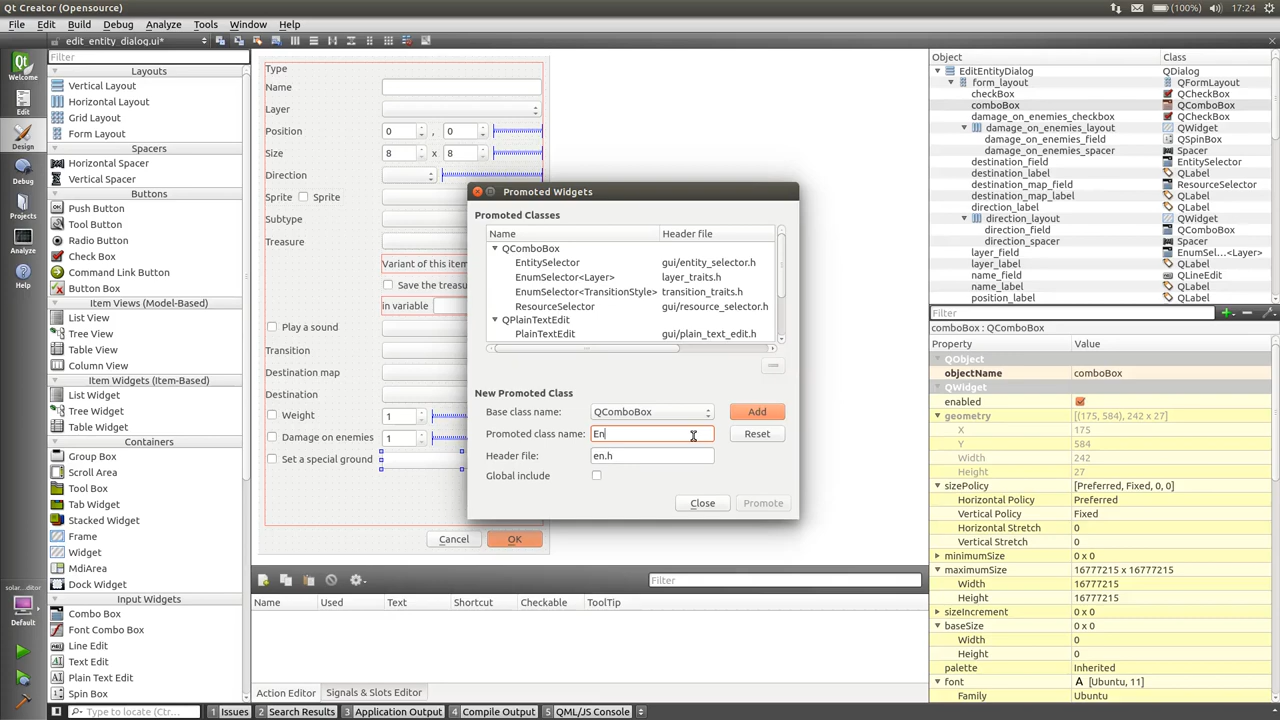 Qt Creator (Opensource)
(100%) 17:24
File Edit Build Debug Analyze Tools Window Help
edit_entity_dialog.ui*
Filter
Layouts
Vertical Layout
Horizontal Layout
Grid Layout
Form Layout
Spacers
Horizontal Spacer
Vertical Spacer
Buttons
Push Button
Tool Button
Radio Button
Check Box
Command Link Button
Button Box
Item Views (Model-Based)
List View
Tree View
Table View
Column View
Item Widgets (Item-Based)
List Widget
Tree Widget
Table Widget
Containers
Group Box
Scroll Area
Tool Box
Tab Widget
Stacked Widget
Frame
Widget
MdiArea
Dock Widget
Input Widgets
Combo Box
Font Combo Box
Line Edit
Text Edit
Plain Text Edit
Spin Box
Welcome
Edit
Design
Debug
Projects
Analyze
Help
solar...ditor
Default
Type
Name
Layer
Position 0 , 0
Size 8 x 8
Direction
Sprite Sprite
Subtype
Treasure
Variant of this item
Save the treasu
in variable
Play a sound
Transition
Destination map
Destination
Weight 1
Damage on enemies 1
Set a special ground
Cancel OK
Promoted Widgets
Promoted Classes
Name Header file
QComboBox
EntitySelector gui/entity_selector.h
EnumSelector<Layer> layer_traits.h
EnumSelector<TransitionStyle> transition_traits.h
ResourceSelector gui/resource_selector.h
QPlainTextEdit
PlainTextEdit gui/plain_text_edit.h
New Promoted Class
Base class name: QComboBox Add
Promoted class name: En Reset
Header file: en.h
Global include
Close Promote
Filter
Name Used Text Shortcut Checkable ToolTip
Action Editor Signals & Slots Editor
Object Class
EditEntityDialog QDialog
form_layout QFormLayout
checkBox QCheckBox
comboBox QComboBox
damage_on_enemies_checkbox QCheckBox
damage_on_enemies_layout QWidget
damage_on_enemies_field QSpinBox
damage_on_enemies_spacer Spacer
destination_field EntitySelector
destination_label QLabel
destination_map_field ResourceSelector
destination_map_label QLabel
direction_label QLabel
direction_layout QWidget
direction_field QComboBox
direction_spacer Spacer
layer_field EnumSel...<Layer>
layer_label QLabel
name_field QLineEdit
name_label QLabel
position_label QLabel
Filter
comboBox : QComboBox
Property Value
QObject
objectName comboBox
QWidget
enabled
geometry [(175, 584), 242 x 27]
X 175
Y 584
Width 242
Height 27
sizePolicy [Preferred, Fixed, 0, 0]
Horizontal Policy Preferred
Vertical Policy Fixed
Horizontal Stretch 0
Vertical Stretch 0
minimumSize 0 x 0
maximumSize 16777215 x 16777215
Width 16777215
Height 16777215
sizeIncrement 0 x 0
baseSize 0 x 0
Width 0
Height 0
palette Inherited
font A [Ubuntu, 11]
Family Ubuntu
Type to locate (Ctrl...
1 Issues 2 Search Results 3 Application Output 4 Compile Output 5 QML/JS Console